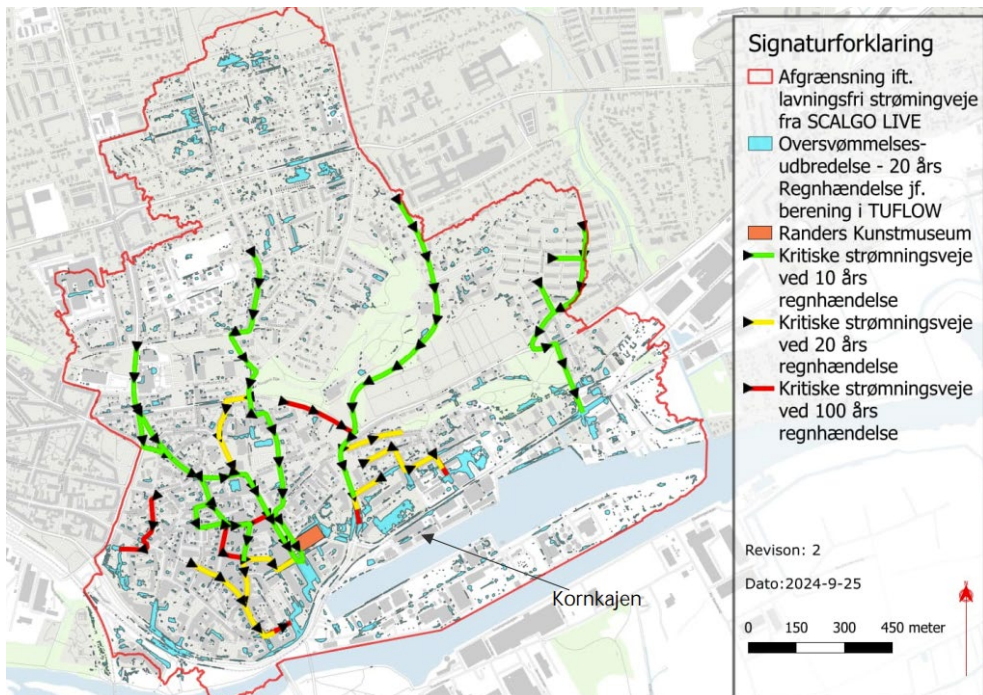 Signaturforklaring
Afgrænsning ift.
lavningsfri strømingveje
fra SCALGO LIVE
Oversvømmelses-
udbredelse - 20 års
Regnhændelse jf.
berening i TUFLOW
Randers Kunstmuseum
Kritiske strømningsveje
ved 10 års
regnhændelse
Kritiske strømningsveje
ved 20 års
regnhændelse
Kritiske strømningsveje
ved 100 års
regnhændelse
Kornkajen
Revison: 2
Dato:2024-9-25
0 150 300 450 meter